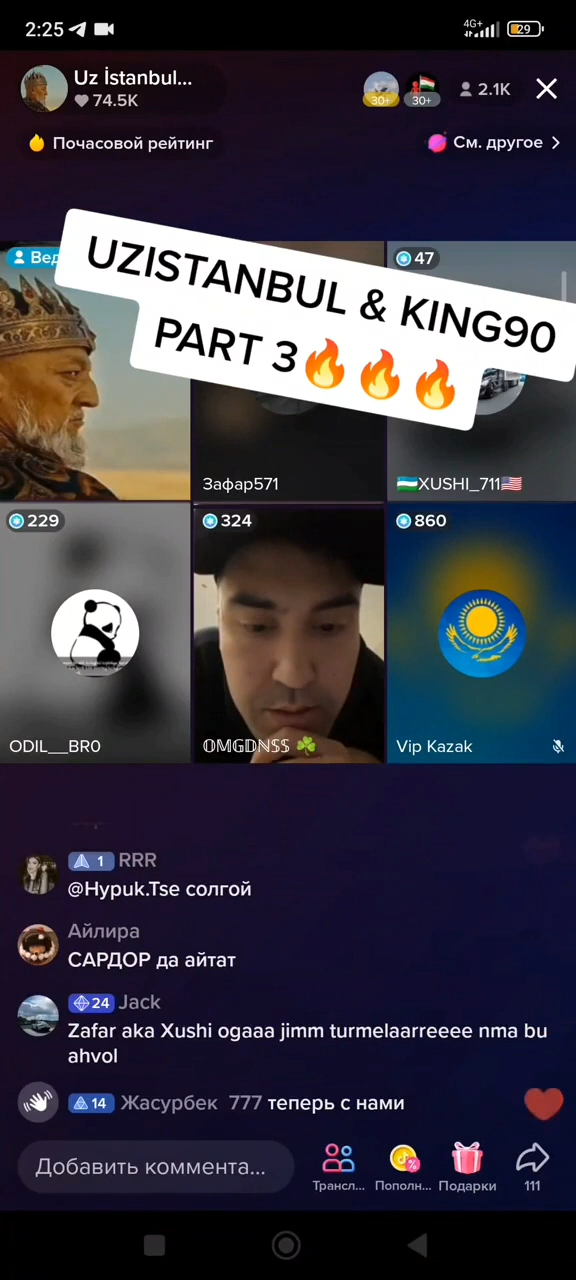 2:25
4G+
29
Uz İstanbul...
74.5K
30+
30+
2.1K
Почасовой рейтинг
См. другое
UZISTANBUL & KING90
PART 3🔥🔥🔥
47
Зафар571
🇺🇿XUSHI_711🇺🇸
229
324
860
ODIL__BR0
𝕆𝕄𝔾𝔻ℕ$$ ☘️
Vip Kazak
1 RRR
@Hypuk.Tse солгой
Айлира
САРДОР да айтат
24 Jack
Zafar aka Xushi ogaaa jimm turmelaarreeee nma bu
ahvol
14 Жасурбек 777 теперь с нами
Добавить коммента...
Трансл...
Пополн...
Подарки
111